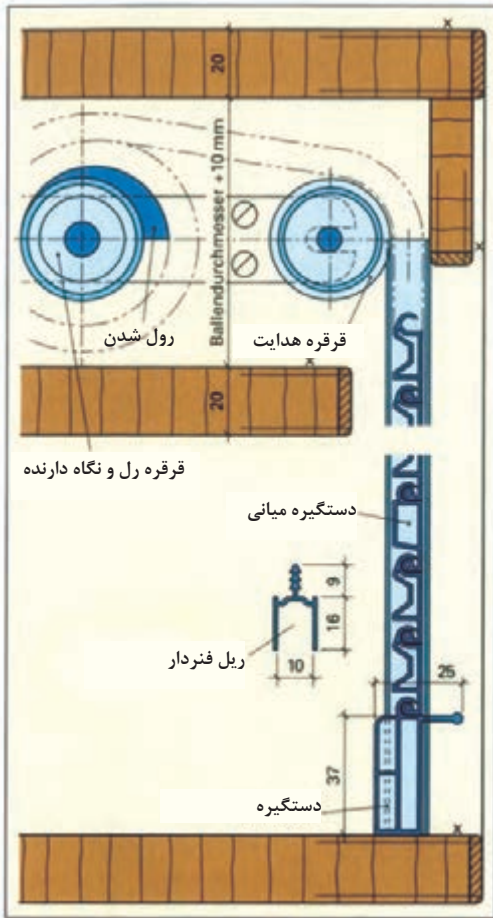 x
20
Ballendurchmesser +10 mm
x
رول شدن
قرقره هدایت
x
20
قرقره رل و نگاه دارنده
دستگیره میانی
9
16
ریل فنردار
10
25
37
دستگیره
x